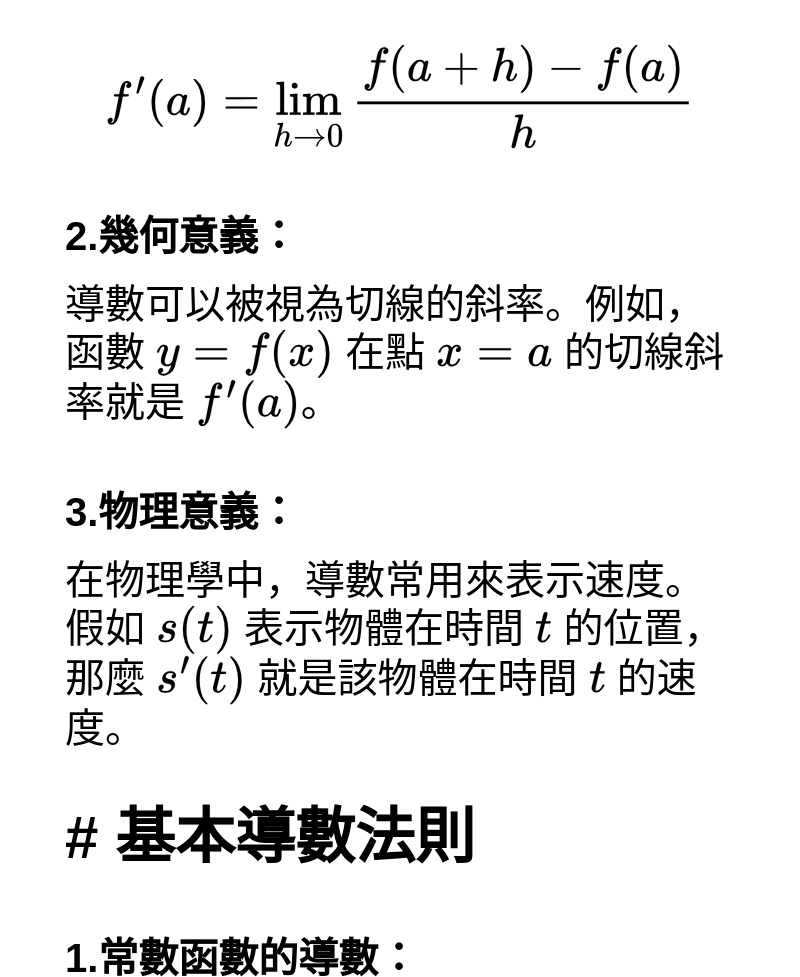 f′(a) = lim_{h→0} \frac{f(a + h) − f(a)}{h}
2.幾何意義：
導數可以被視為切線的斜率。例如，
函數 y = f(x) 在點 x = a 的切線斜
率就是 f′(a)。
3.物理意義：
在物理學中，導數常用來表示速度。
假如 s(t) 表示物體在時間 t 的位置，
那麼 s′(t) 就是該物體在時間 t 的速
度。
# 基本導數法則
1.常數函數的導數：